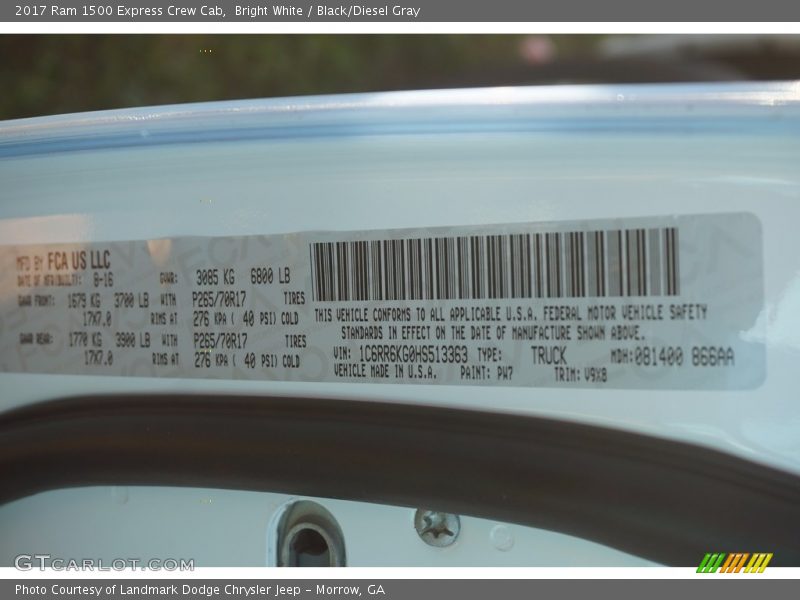 2017 Ram 1500 Express Crew Cab,  Bright White / Black/Diesel Gray
MFD BY FCA US LLC
DATE OF MFR(BUILT): 8-16 GVWR: 3085 KG 6800 LB
GAWR FRONT: 1679 KG 3700 LB WITH P265/70R17 TIRES
17X7.0 RIMS AT 276 KPA ( 40 PSI) COLD
GAWR REAR: 1770 KG 3900 LB WITH P265/70R17 TIRES
17X7.0 RIMS AT 276 KPA ( 40 PSI) COLD
THIS VEHICLE CONFORMS TO ALL APPLICABLE U.S.A. FEDERAL MOTOR VEHICLE SAFETY
STANDARDS IN EFFECT ON THE DATE OF MANUFACTURE SHOWN ABOVE.
VIN: 1C6RR6KG0HS513363 TYPE: TRUCK MDH: 081400 866AA
VEHICLE MADE IN U.S.A. PAINT: PW7 TRIM: V9X8
GTCARLOT.COM
Photo Courtesy of Landmark Dodge Chrysler Jeep – Morrow, GA